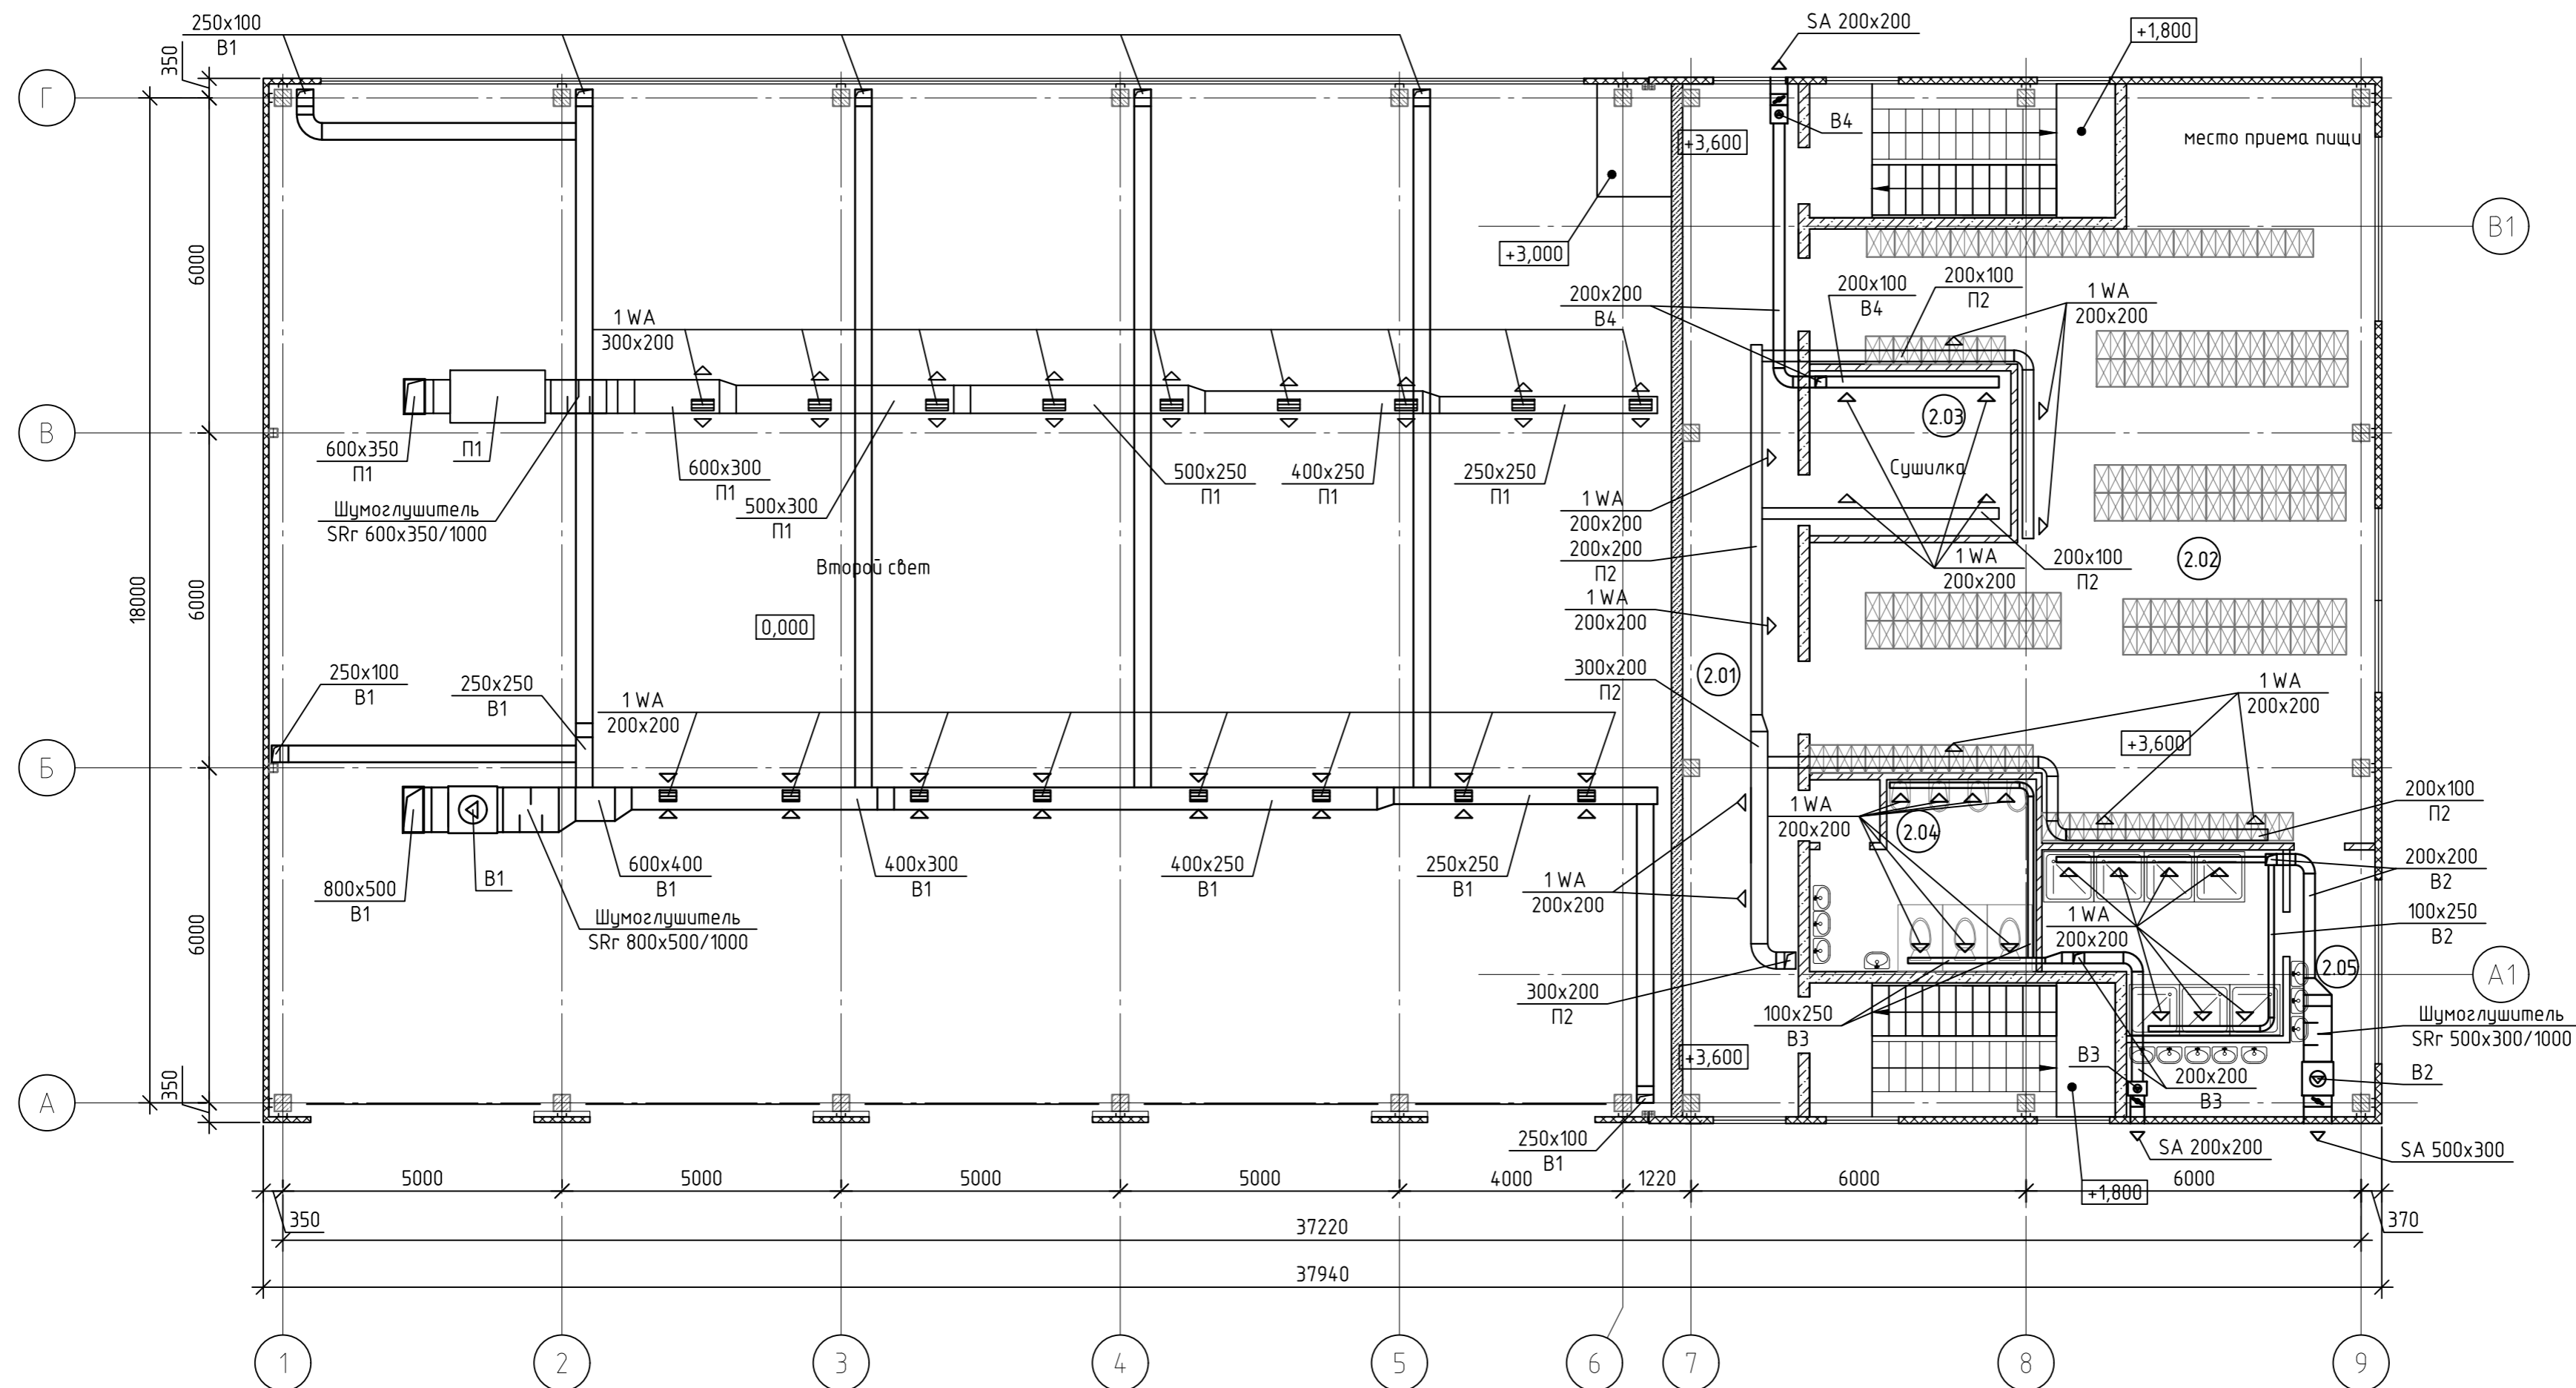 250x100
В1
350
SA 200x200
+1,800
Г
В4
место приема пищи
+3,600
В1
+3,000
6000
200x200
В4
200x100
В4
200x100
П2
1 WA
200x200
1 WA
300x200
В
600x350
П1
П1
600x300
П1
500x300
П1
500x250
П1
400x250
П1
250x250
П1
Шумоглушитель
SRr 600x350/1000
2.03
Сушилка
1 WA
200x200
200x200
П2
1 WA
200x200
200x100
П2
2.02
Второй свет
0,000
18000
6000
1 WA
200x200
2.01
300x200
П2
250x100
В1
250x250
В1
1 WA
200x200
1 WA
200x200
+3,600
Б
200x100
П2
1 WA
200x200
2.04
200x200
В2
800x500
В1
В1
600x400
В1
400x300
В1
400x250
В1
250x250
В1
1 WA
200x200
1 WA
200x200
100x250
В2
Шумоглушитель
SRr 800x500/1000
6000
2.05
А1
300x200
П2
100x250
В3
Шумоглушитель
SRr 500x300/1000
+3,600
В3
200x200
В3
В2
350
А
250x100
В1
SA 200x200
SA 500x300
5000
5000
5000
5000
4000
1220
6000
6000
+1,800
350
370
37220
37940
1
2
3
4
5
6
7
8
9